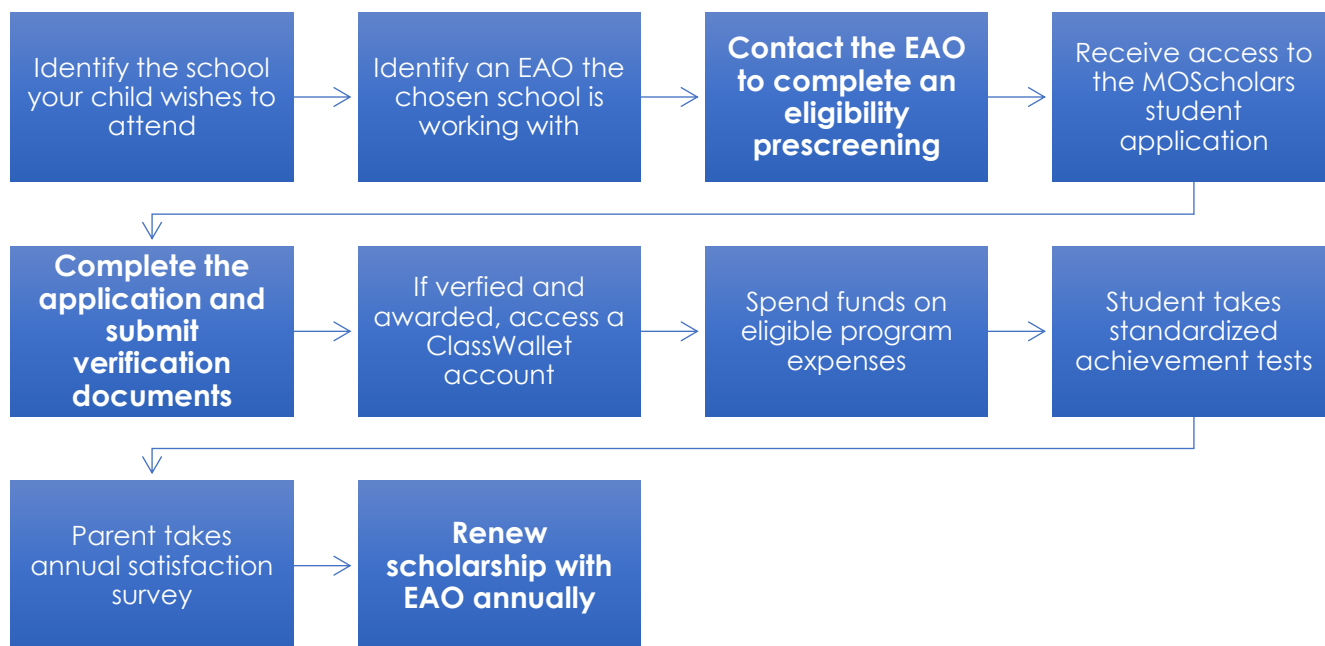 Identify the school
your child wishes to
attend
Identify an EAO the
chosen school is
working with
Contact the EAO
to complete an
eligibility
prescreening
Receive access to
the MOScholars
student
application
Complete the
application and
submit
verification
documents
If verfied and
awarded, access a
ClassWallet
account
Spend funds on
eligible program
expenses
Student takes
standardized
achievement tests
Parent takes
annual satisfaction
survey
Renew
scholarship with
EAO annually